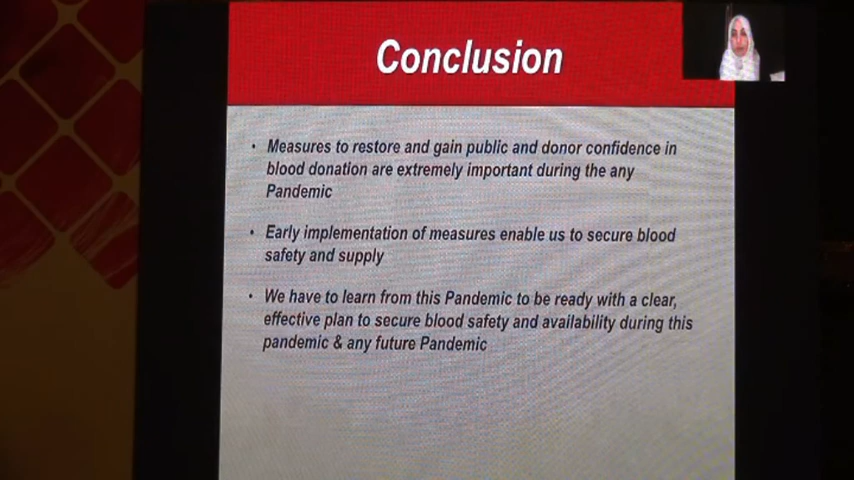 Conclusion
• Measures to restore and gain public and donor confidence in
blood donation are extremely important during the any
Pandemic
• Early implementation of measures enable us to secure blood
safety and supply
• We have to learn from this Pandemic to be ready with a clear,
effective plan to secure blood safety and availability during this
pandemic & any future Pandemic